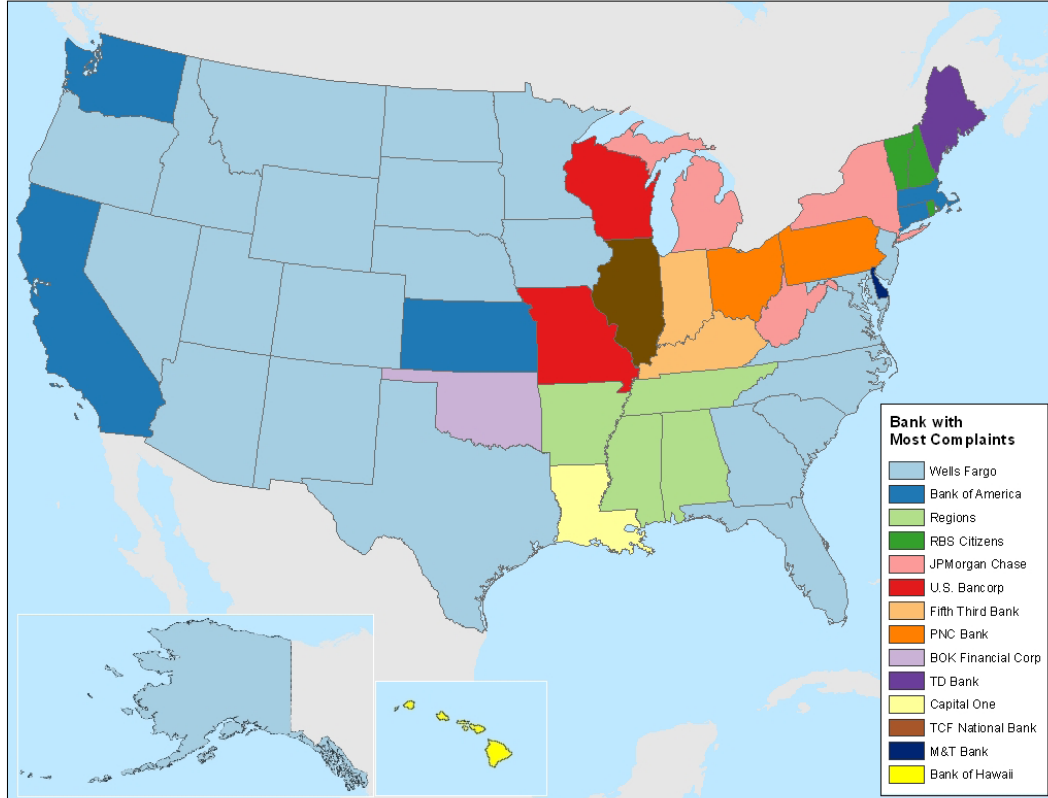 Bank with
Most Complaints
Wells Fargo
Bank of America
Regions
RBS Citizens
JPMorgan Chase
U.S. Bancorp
Fifth Third Bank
PNC Bank
BOK Financial Corp
TD Bank
Capital One
TCF National Bank
M&T Bank
Bank of Hawaii